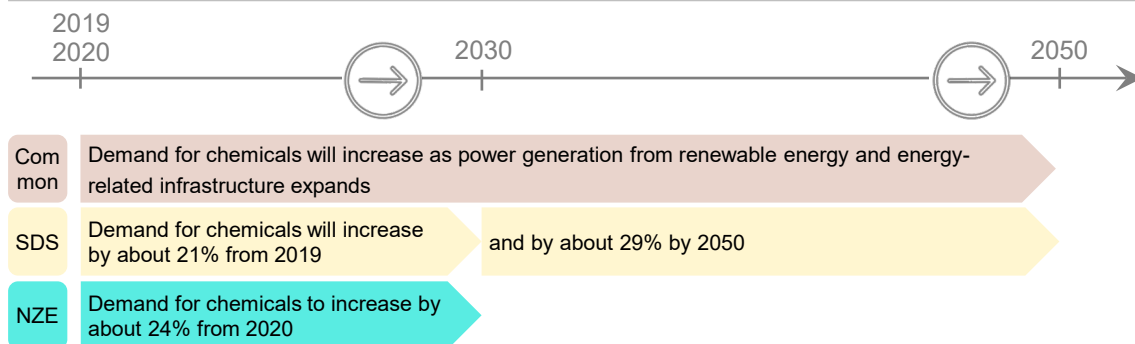 2019
2020
2030
2050
Com
mon
Demand for chemicals will increase as power generation from renewable energy and energy-
related infrastructure expands
SDS
Demand for chemicals will increase
by about 21% from 2019
and by about 29% by 2050
NZE
Demand for chemicals to increase by
about 24% from 2020